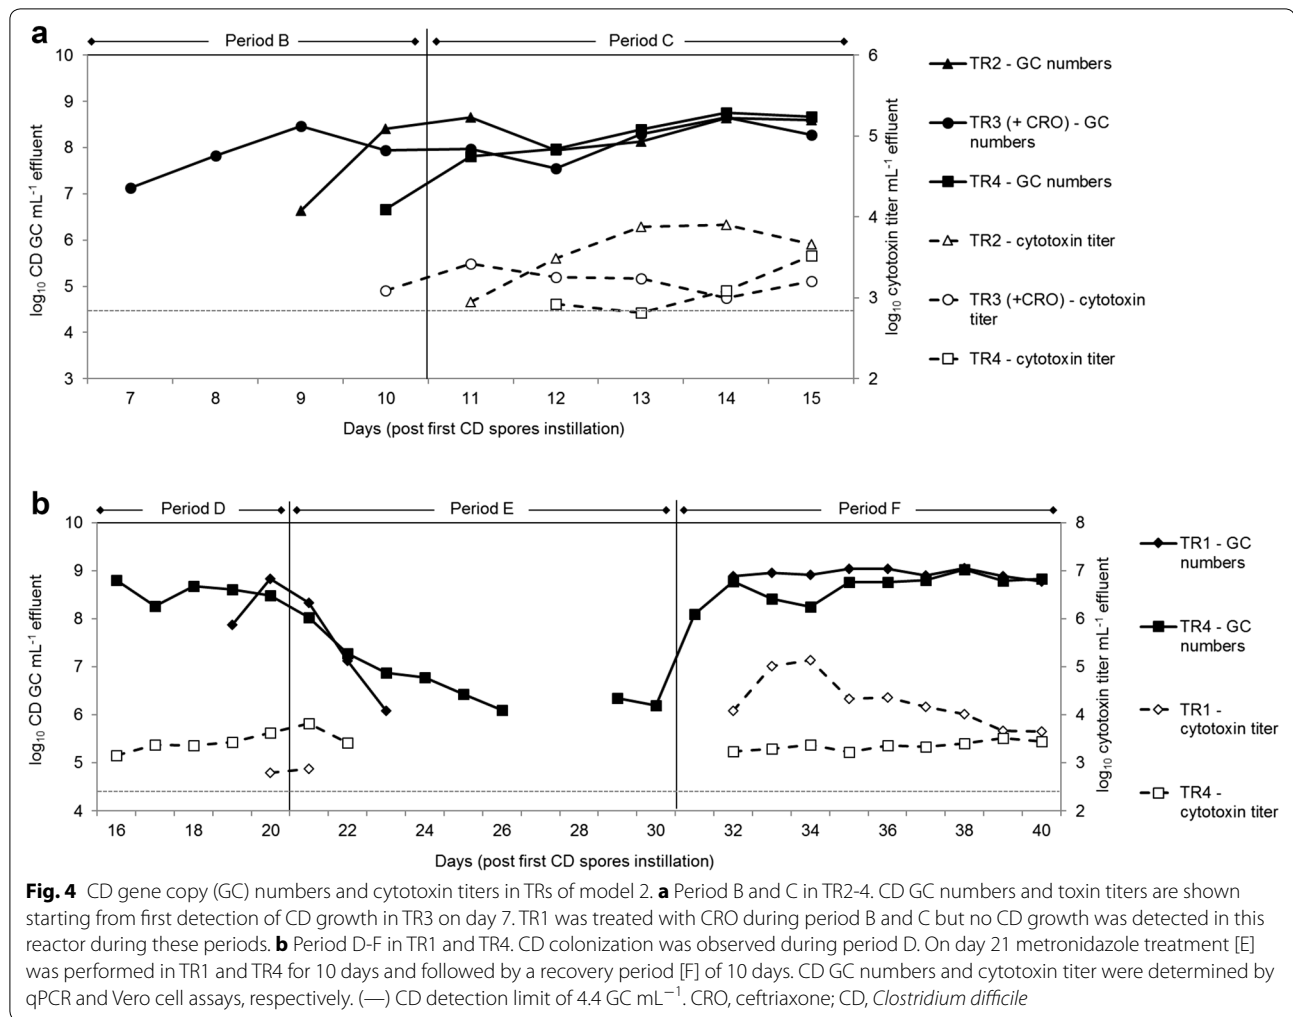 a
Period B
Period C
10
9
8
7
6
5
4
3
log10 CD GC mL-1 effluent
6
5
4
3
2
log10 cytotoxin titer mL-1 effluent
7 8 9 10 11 12 13 14 15
Days (post first CD spores instillation)
TR2 - GC numbers
TR3 (+ CRO) - GC
numbers
TR4 - GC numbers
TR2 - cytotoxin titer
TR3 (+CRO) - cytotoxin
titer
TR4 - cytotoxin titer
b
Period D
Period E
Period F
10
9
8
7
6
5
4
log10 CD GC mL-1 effluent
8
7
6
5
4
3
2
log10 cytotoxin titer mL-1 effluent
16 18 20 22 24 26 28 30 32 34 36 38 40
Days (post first CD spores instillation)
TR1 - GC
numbers
TR4 - GC
numbers
TR1 -
cytotoxin titer
TR4 -
cytotoxin titer
Fig. 4 CD gene copy (GC) numbers and cytotoxin titers in TRs of model 2. a Period B and C in TR2-4. CD GC numbers and toxin titers are shown
starting from first detection of CD growth in TR3 on day 7. TR1 was treated with CRO during period B and C but no CD growth was detected in this
reactor during these periods. b Period D-F in TR1 and TR4. CD colonization was observed during period D. On day 21 metronidazole treatment [E]
was performed in TR1 and TR4 for 10 days and followed by a recovery period [F] of 10 days. CD GC numbers and cytotoxin titer were determined by
qPCR and Vero cell assays, respectively. (—) CD detection limit of 4.4 GC mL−1. CRO, ceftriaxone; CD, Clostridium difficile